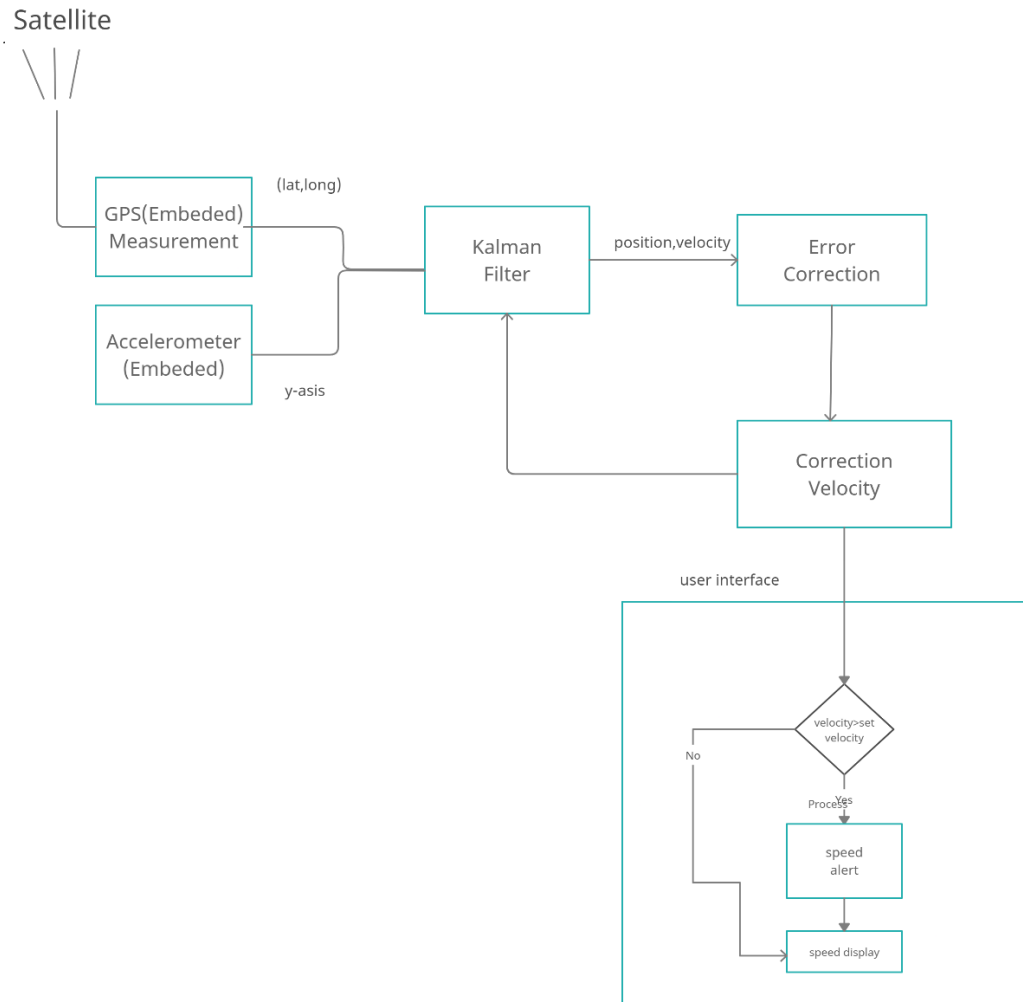 Satellite
(lat,long)
GPS(Embeded)
Measurement
Kalman
Filter
position,velocity
Error
Correction
Accelerometer
(Embeded)
y-asis
Correction
Velocity
user interface
velocity>set
velocity
No
Yes
Process
speed
alert
speed display